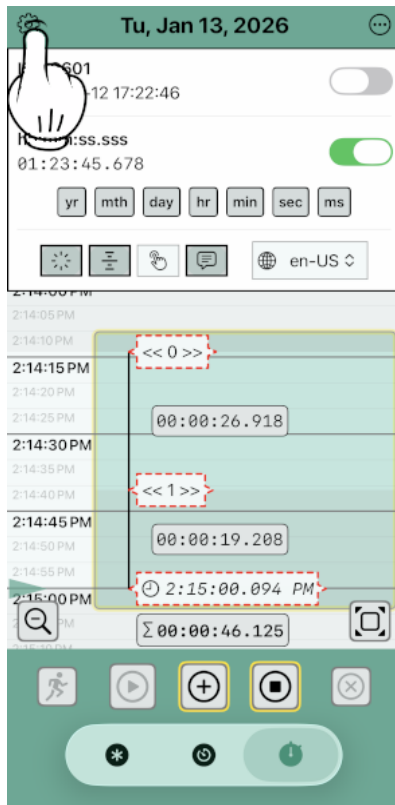 Tu, Jan 13, 2026
601
-12 17:22:46
:ss.sss
01:23:45.678
yr mth day hr min sec ms
en-US
2:14:05 PM
2:14:10 PM
<< 0 >>
2:14:15 PM
2:14:20 PM
2:14:25 PM
00:00:26.918
2:14:30 PM
2:14:35 PM
2:14:40 PM
<< 1 >>
2:14:45 PM
2:14:50 PM
00:00:19.208
2:14:55 PM
2:15:00.094 PM
2:15:00 PM
PM
Σ 00:00:46.125